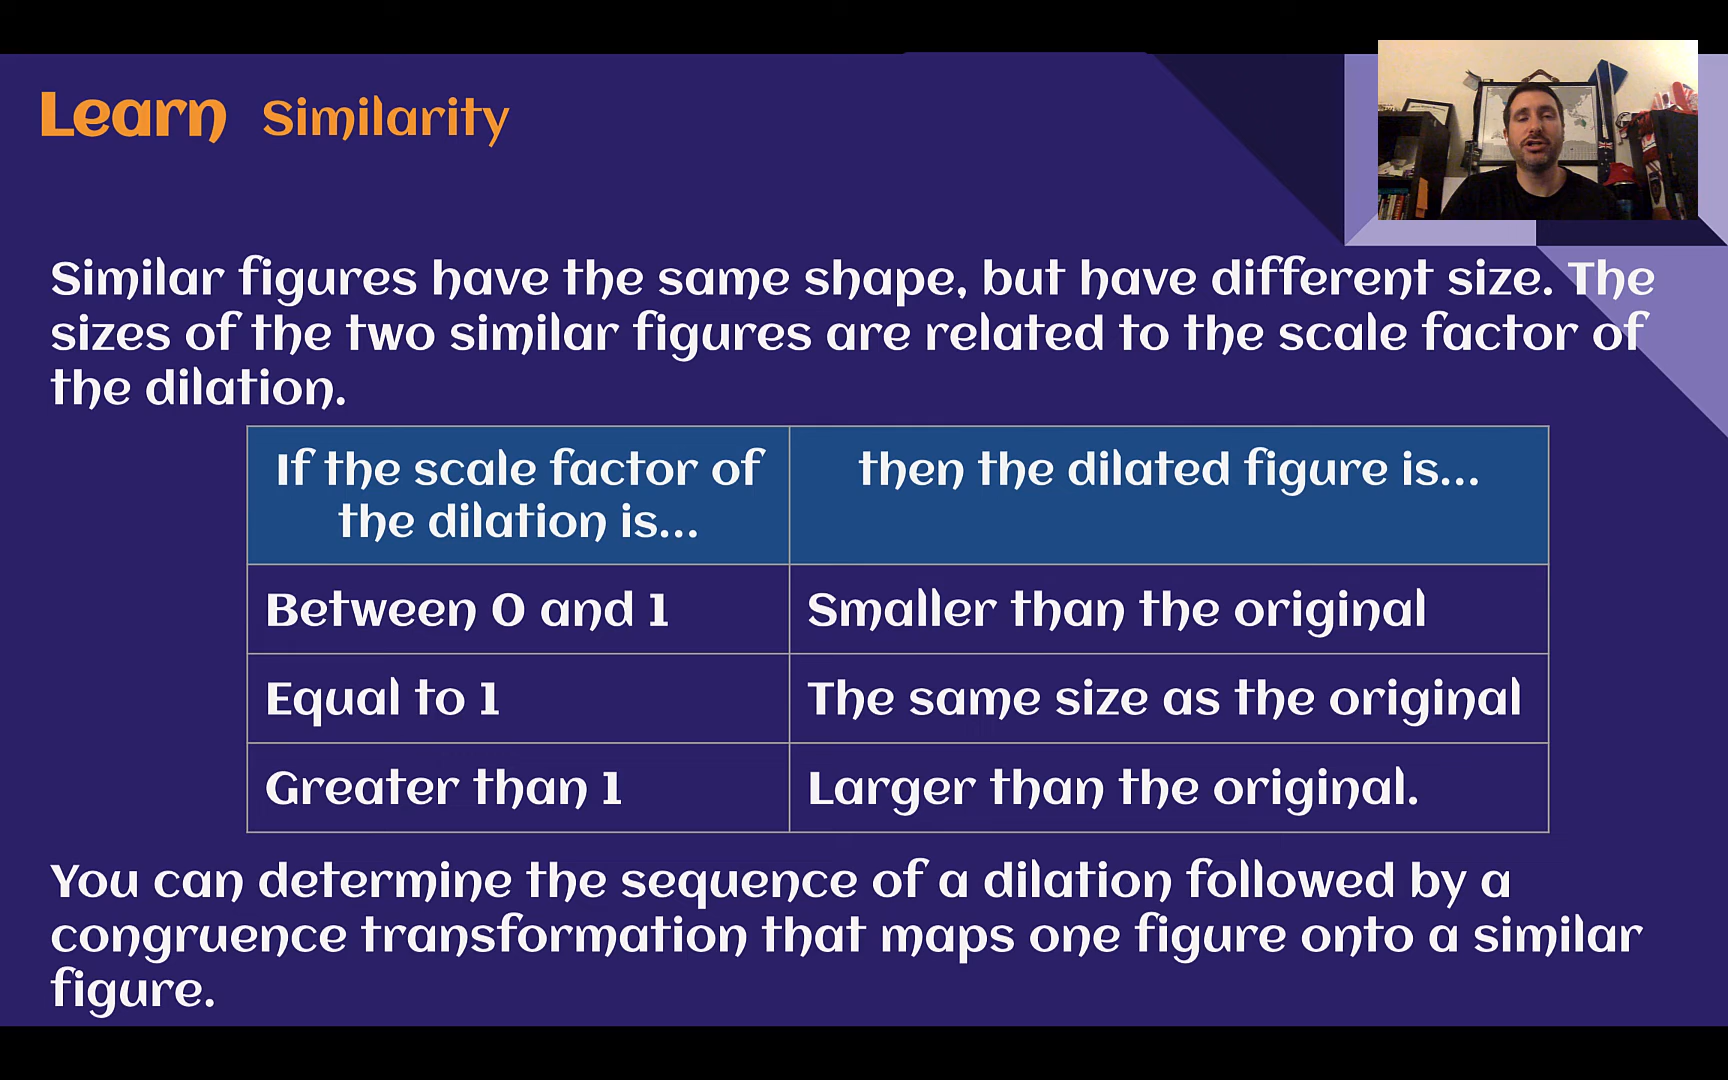 Learn Similarity
Similar figures have the same shape, but have different size. The
sizes of the two similar figures are related to the scale factor of
the dilation.
If the scale factor of
the dilation is...
then the dilated figure is...
Between 0 and 1
Smaller than the original
Equal to 1
The same size as the original
Greater than 1
Larger than the original.
You can determine the sequence of a dilation followed by a
congruence transformation that maps one figure onto a similar
figure.